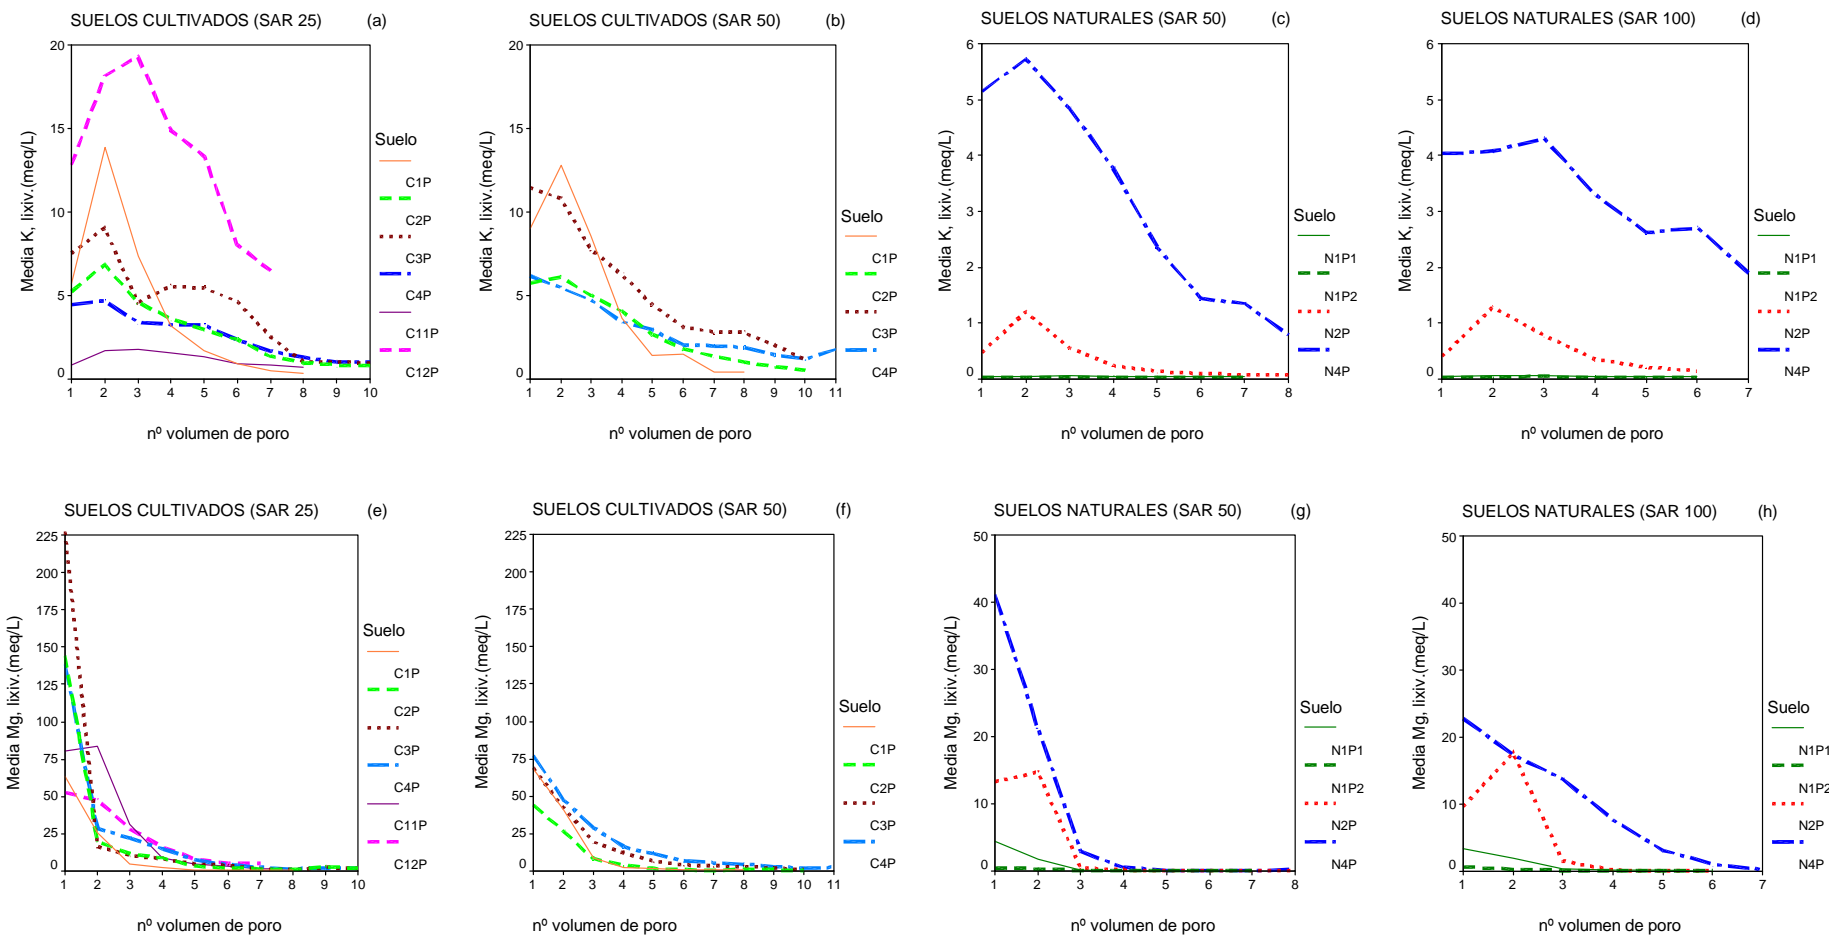 SUELOS CULTIVADOS (SAR 25) (a)
20
15
10
5
0
1 2 3 4 5 6 7 8 9 10
Media K, lixiv.(meq/L)
nº volumen de poro
Suelo
C1P
C2P
C3P
C4P
C11P
C12P
SUELOS CULTIVADOS (SAR 50) (b)
20
15
10
5
0
1 2 3 4 5 6 7 8 9 10 11
Media K, lixiv.(meq/L)
nº volumen de poro
Suelo
C1P
C2P
C3P
C4P
SUELOS NATURALES (SAR 50) (c)
6
5
4
3
2
1
0
1 2 3 4 5 6 7 8
Media K, lixiv.(meq/L)
nº volumen de poro
Suelo
N1P1
N1P2
N2P
N4P
SUELOS NATURALES (SAR 100) (d)
6
5
4
3
2
1
0
1 2 3 4 5 6 7
Media K, lixiv.(meq/L)
nº volumen de poro
Suelo
N1P1
N1P2
N2P
N4P
SUELOS CULTIVADOS (SAR 25) (e)
225
200
175
150
125
100
75
50
25
0
1 2 3 4 5 6 7 8 9 10
Media Mg, lixiv.(meq/L)
nº volumen de poro
Suelo
C1P
C2P
C3P
C4P
C11P
C12P
SUELOS CULTIVADOS (SAR 50) (f)
225
200
175
150
125
100
75
50
25
0
1 2 3 4 5 6 7 8 9 10 11
Media Mg, lixiv.(meq/L)
nº volumen de poro
Suelo
C1P
C2P
C3P
C4P
SUELOS NATURALES (SAR 50) (g)
50
40
30
20
10
0
1 2 3 4 5 6 7 8
Media Mg, lixiv.(meq/L)
nº volumen de poro
Suelo
N1P1
N1P2
N2P
N4P
SUELOS NATURALES (SAR 100) (h)
50
40
30
20
10
0
1 2 3 4 5 6 7
Media Mg, lixiv.(meq/L)
nº volumen de poro
Suelo
N1P1
N1P2
N2P
N4P